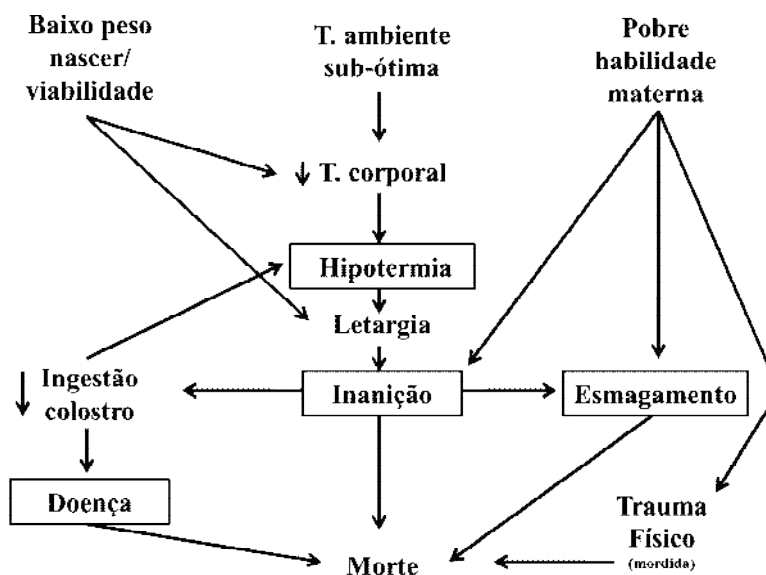 Baixo peso
nascer/
viabilidade
T. ambiente
sub-ótima
Pobre
habilidade
materna
T. corporal
Hipotermia
Letargia
Ingestão
colostro
Inanição
Esmagamento
Doença
Trauma
Físico
(mordida)
Morte